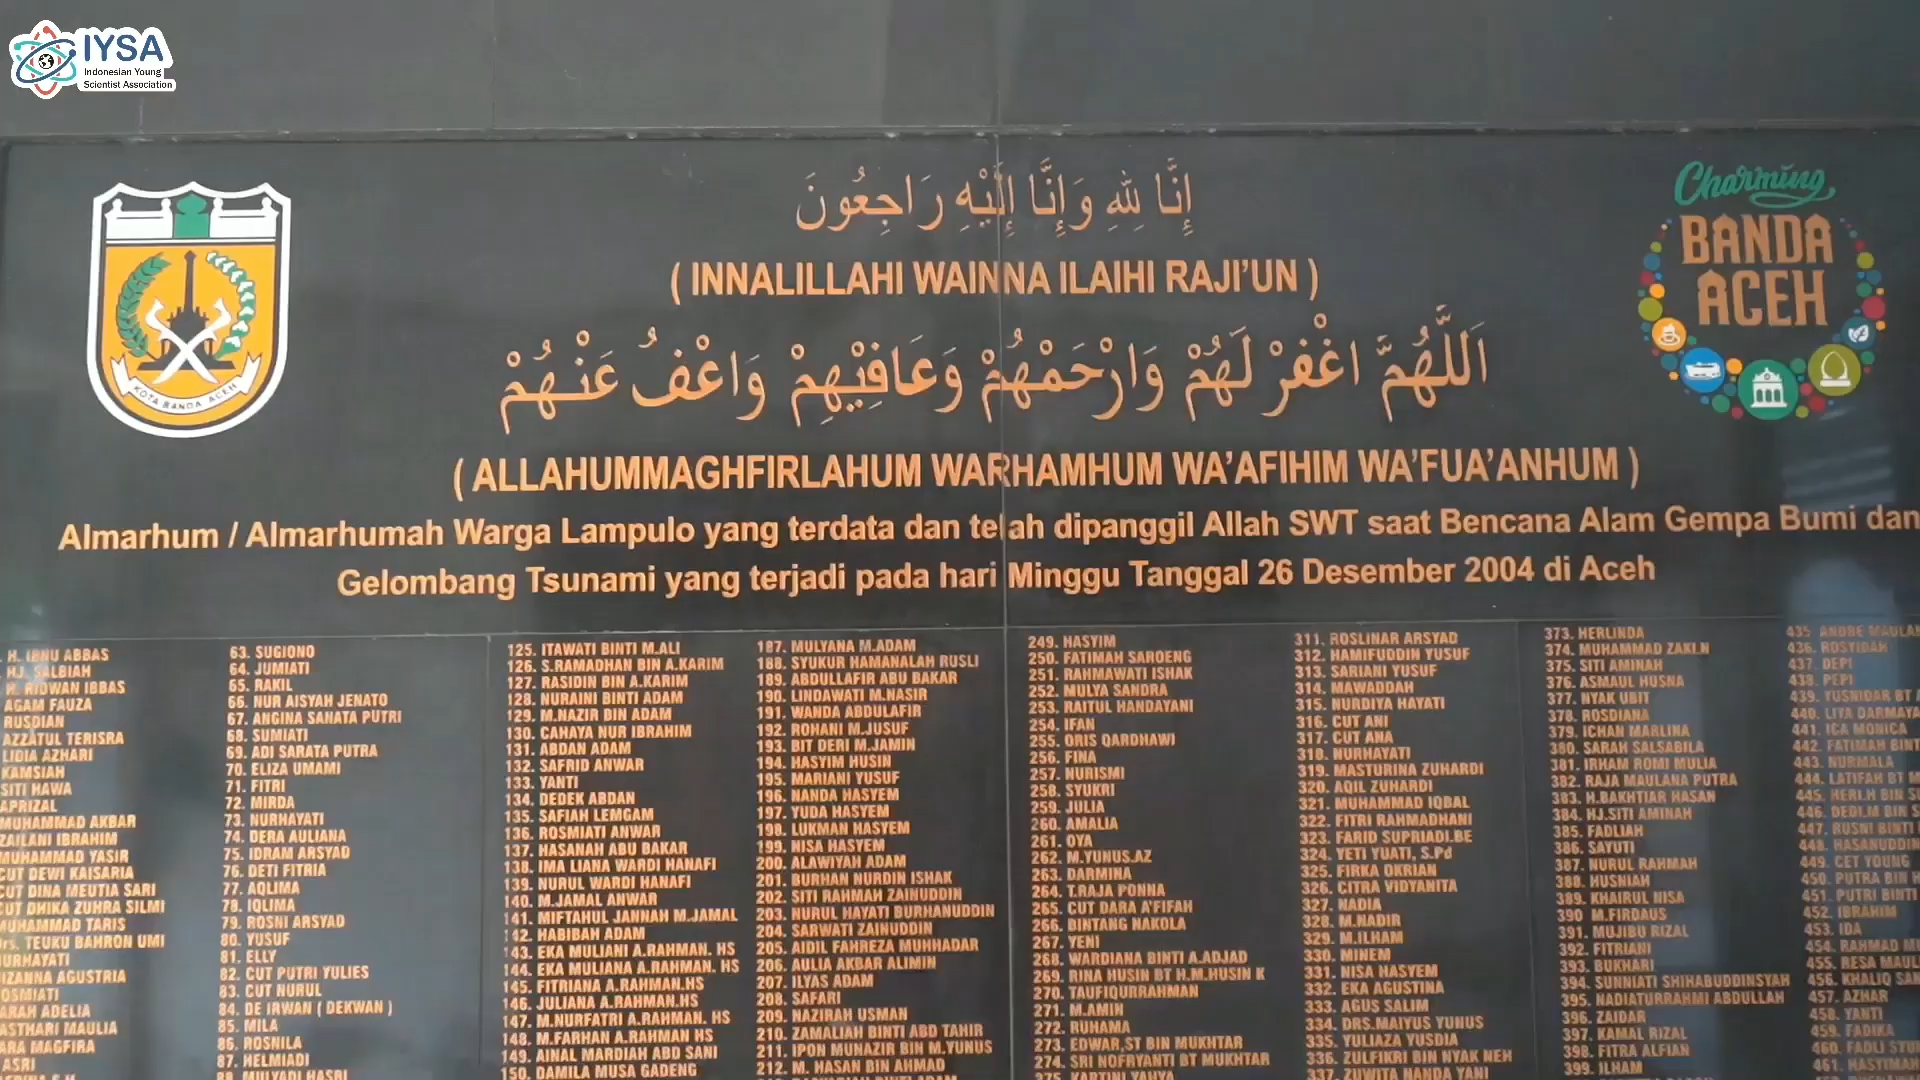 IYSA
Indonesian Young
Scientist Association
إِنَّا لِلهِ وَإِنَّا إِلَيْهِ رَاجِعُونَ
( INNALILLAHI WAINNA ILAIHI RAJI'UN )
اَللَّهُمَّ اغْفِرْ لَهُمْ وَارْحَمْهُمْ وَعَافِيْهِمْ وَاعْفُ عَنْهُمْ
( ALLAHUMMAGHFIRLAHUM WARHAMHUM WA'AFIHIM WA'FUA'ANHUM )
KOTA BANDA ACEH
Charming
BANDA
ACEH
Almarhum / Almarhumah Warga Lampulo yang terdata dan telah dipanggil Allah SWT saat Bencana Alam Gempa Bumi dan
Gelombang Tsunami yang terjadi pada hari Minggu Tanggal 26 Desember 2004 di Aceh
H. IBNU ABBAS
HJ. SALBIAH
H. RIDWAN IBBAS
AGAM FAUZA
RUSDIAN
AZZATUL TERISRA
LIDIA AZHARI
KAMSIAH
SITI HAWA
APRIZAL
MUHAMMAD AKBAR
ZAILANI IBRAHIM
MUHAMMAD YASIR
CUT DEWI KAISARIA
CUT DINA MEUTIA SARI
CUT DHIKA ZUHRA SILMI
MUHAMMAD TARIS
Drs. TEUKU BAHRON UMI
NURHAYATI
AGUSTRIA
ADELIA
MAULIA
MAGFIRA
ASRI
63. SUGIONO
64. JUMIATI
65. RAKIL
66. NUR AISYAH JENATO
67. ANGINA SANATA PUTRI
68. SUMIATI
69. ADI SARATA PUTRA
70. ELIZA UMAMI
71. FITRI
72. MIRDA
73. NURHAYATI
74. DERA AULIANA
75. IDRAM ARSYAD
76. DETI FITRIA
77. AQLIMA
78. IQLIMA
79. ROSNI ARSYAD
80. YUSUF
81. ELLY
82. CUT PUTRI YULIES
83. CUT NURUL
84. DE IRWAN ( DEKWAN )
85. MILA
86. ROSNILA
87. HELMIADI
88. MULYADI HASRI
125. ITAWATI BINTI M.ALI
126. S.RAMADHAN BIN A.KARIM
127. RASIDIN BIN A.KARIM
128. NURAINI BINTI ADAM
129. M.NAZIR BIN ADAM
130. CAHAYA NUR IBRAHIM
131. ABDAN ADAM
132. SAFRID ANWAR
133. YANTI
134. DEDEK ABDAN
135. SAFIAH LEMGAM
136. ROSMIATI ANWAR
137. HASANAH ABU BAKAR
138. IMA LIANA WARDI HANAFI
139. NURUL WARDI HANAFI
140. M.JAMAL ANWAR
141. MIFTAHUL JANNAH M.JAMAL
142. HABIBAH ADAM
143. EKA MULIANI A.RAHMAN. HS
144. EKA MULIANA A.RAHMAN. HS
145. FITRIANA A.RAHMAN.HS
146. JULIANA A.RAHMAN.HS
147. M.NURFATRI A.RAHMAN. HS
148. M.FARHAN A.RAHMAN HS
149. AINAL MARDIAH ABD SANI
150. DAMILA MUSA GADENG
187. MULYANA M.ADAM
188. SYUKUR HAMANALAH RUSLI
189. ABDULLAFIR ABU BAKAR
190. LINDAWATI M.NASIR
191. WANDA ABDULAFIR
192. ROHANI M.JUSUF
193. BIT DERI M.JAMIN
194. HASYIM HUSIN
195. MARIANI YUSUF
196. NANDA HASYEM
197. YUDA HASYEM
198. LUKMAN HASYEM
199. NISA HASYEM
200. ALAWIYAH ADAM
201. BURHAN NURDIN ISHAK
202. SITI RAHMAH ZAINUDDIN
203. NURUL HAYATI BURHANUDDIN
204. SARWATI ZAINUDDIN
205. AIDIL FAHREZA MUHHADAR
206. AULIA AKBAR ALIMIN
207. ILYAS ADAM
208. SAFARI
209. NAZIRAH USMAN
210. ZAMALIAH BINTI ABD TAHIR
211. IPON MUNAZIR BIN M.YUNUS
212. M. HASAN BIN AHMAD
249. HASYIM
250. FATIMAH SAROENG
251. RAHMAWATI ISHAK
252. MULYA SANDRA
253. RAITUL HANDAYANI
254. IFAN
255. ORIS QARDHAWI
256. FINA
257. NURISMI
258. SYUKRI
259. JULIA
260. AMALIA
261. OYA
262. M.YUNUS.AZ
263. DARMINA
264. T.RAJA PONNA
265. CUT DARA A'FIFAH
266. BINTANG NAKOLA
267. YENI
268. WARDIANA BINTI A.ADJAD
269. RINA HUSIN BT H.M.HUSIN K
270. TAUFIQURRAHMAN
271. M.AMIN
272. RUHAMA
273. EDWAR,ST BIN MUKHTAR
274. SRI NOFRYANTI BT MUKHTAR
275. KARTINI YAHYA
311. ROSLINAR ARSYAD
312. HAMIFUDDIN YUSUF
313. SARIANI YUSUF
314. MAWADDAH
315. NURDIYA HAYATI
316. CUT ANI
317. CUT ANA
318. NURHAYATI
319. MASTURINA ZUHARDI
320. AQIL ZUHARDI
321. MUHAMMAD IQBAL
322. FITRI RAHMADHANI
323. FARID SUPRIADI.BE
324. YETI YUATI, S.Pd
325. FIRKA OKRIAN
326. CITRA VIDYANITA
327. NADIA
328. M.NADIR
329. M.ILHAM
330. MINEM
331. NISA HASYEM
332. EKA AGUSTINA
333. AGUS SALIM
334. DRS.MAIYUS YUNUS
335. YULIAZA YUSDIA
336. ZULFIKRI BIN NYAK NEH
337. ZUWITA NANDA YANI
373. HERLINDA
374. MUHAMMAD ZAKI.N
375. SITI AMINAH
376. ASMAUL HUSNA
377. NYAK UBIT
378. ROSDIANA
379. ICHAN MARLINA
380. SARAH SALSABILA
381. IRHAM ROMI MULIA
382. RAJA MAULANA PUTRA
383. H.BAKHTIAR HASAN
384. HJ.SITI AMINAH
385. FADLIAH
386. SAYUTI
387. NURUL RAHMAH
388. HUSNIAH
389. KHAIRUL NISA
390 M.FIRDAUS
391. MUJIBU RIZAL
392. FITRIANI
393. BUKHARI
394. SUNNIATI SHIHABUDDINSYAH
395. NADIATURRAHMI ABDULLAH
396. ZAIDAR
397. KAMAL RIZAL
398. FITRA ALFIAN
399. ILHAM
435 ANDRE MAULAN
436. ROSYIDAH
437. DEPI
438. PEPI
439. YUSNIDAR BT
440. LIYA DARMAYA
441. ICA MONICA
442. FATIMAH BINT
443. NURMALA
444. LATIFAH BT M
445. HERI.H BIN
446. DEDI.M BIN
447. RUSNI BINTI
448. HASANUDDIN
449. CET YOUNG
450. PUTRA BIN
451. PUTRI BINTI
452. IBRAHIM
453. IDA
454. RAHMAD
455. RESA MAUL
456. KHALIQ
457. AZHAR
458. YANTI
459. FADIKA
460. FADLI
461. HASYIMAH